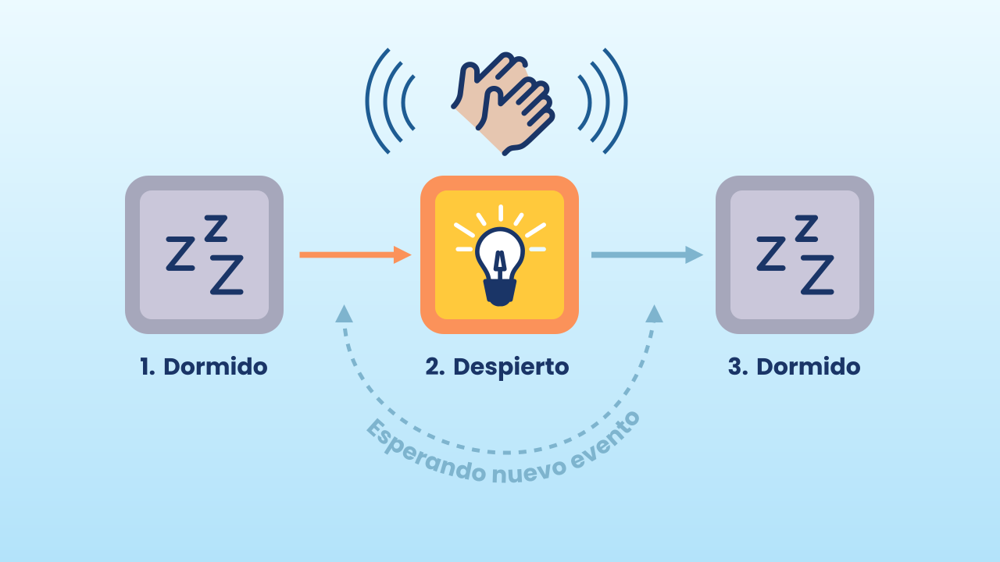 z
z
z
z
z
z
1. Dormido
2. Despierto
3. Dormido
Esperando nuevo evento